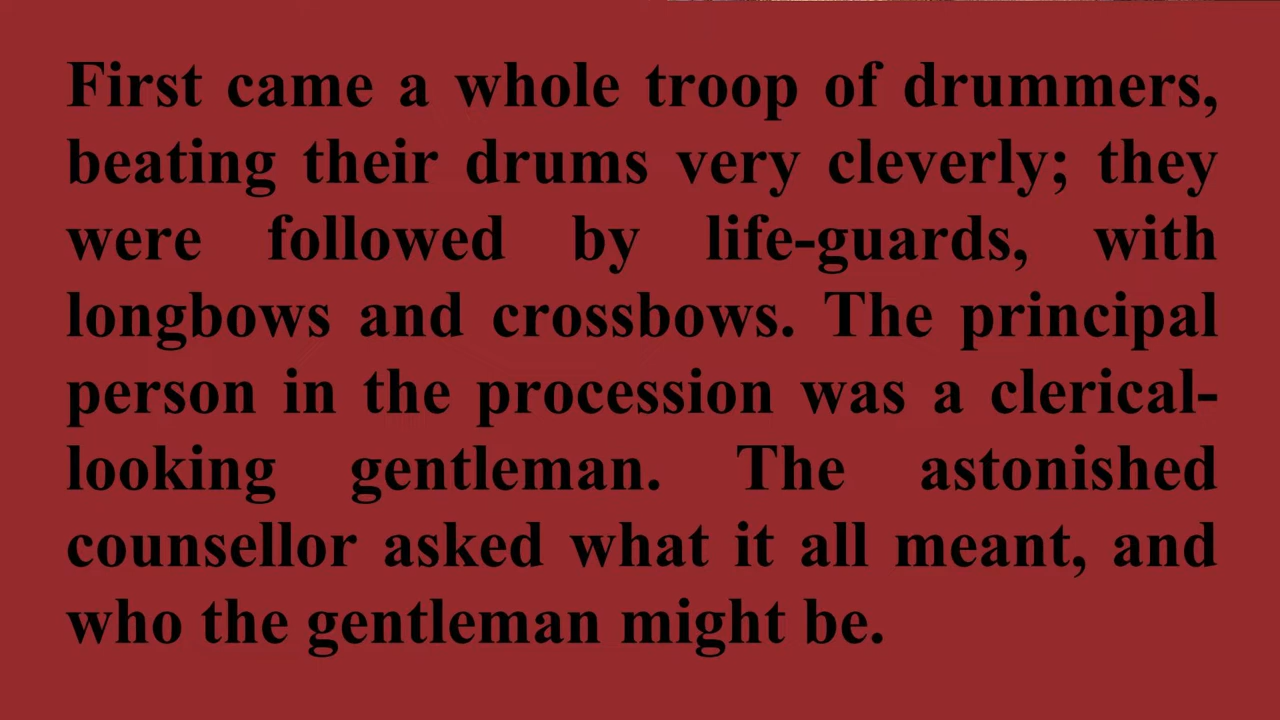 First came a whole troop of drummers,
beating their drums very cleverly; they
were followed by life-guards, with
longbows and crossbows. The principal
person in the procession was a clerical-
looking gentleman. The astonished
counsellor asked what it all meant, and
who the gentleman might be.